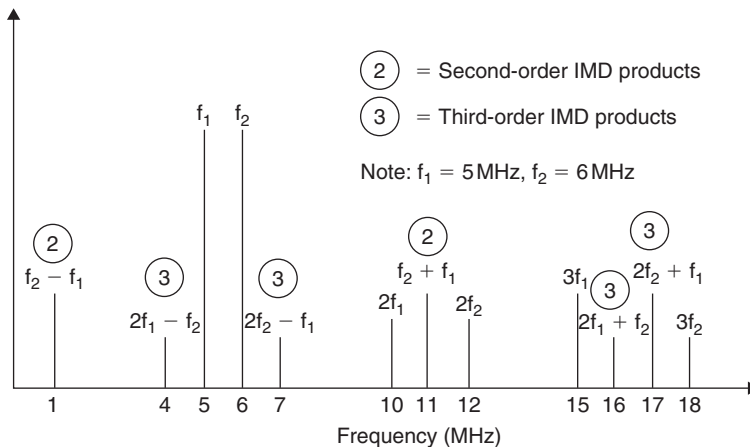 2 = Second-order IMD products
3 = Third-order IMD products
Note: f₁ = 5 MHz, f₂ = 6 MHz
f₁ f₂
2 3 3 2 3 3
f₂ − f₁ 2f₁ − f₂ 2f₂ − f₁ 2f₁ f₂ + f₁ 2f₂ 3f₁ 2f₁ + f₂ 2f₂ + f₁ 3f₂
1 4 5 6 7 10 11 12 15 16 17 18
Frequency (MHz)